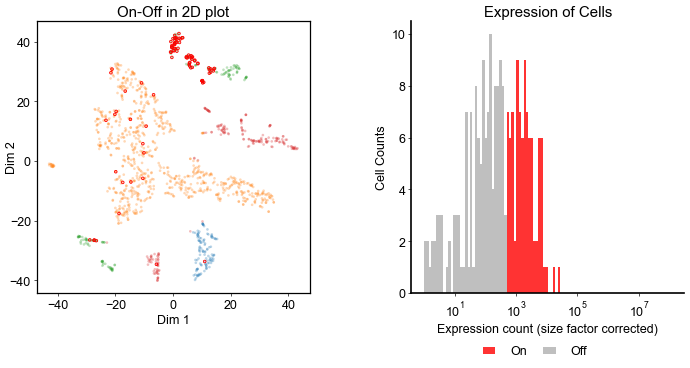 On-Off in 2D plot
40
20
0
−20
−40
Dim 2
−40 −20 0 20 40
Dim 1
Expression of Cells
10
8
6
4
2
0
Cell Counts
10^1 10^3 10^5 10^7
Expression count (size factor corrected)
On Off